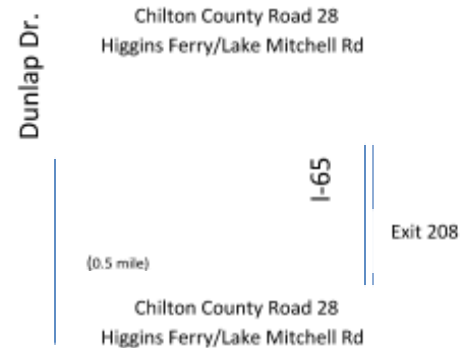 Chilton County Road 28
Higgins Ferry/Lake Mitchell Rd
Dunlap Dr.
I-65
Exit 208
(0.5 mile)
Chilton County Road 28
Higgins Ferry/Lake Mitchell Rd